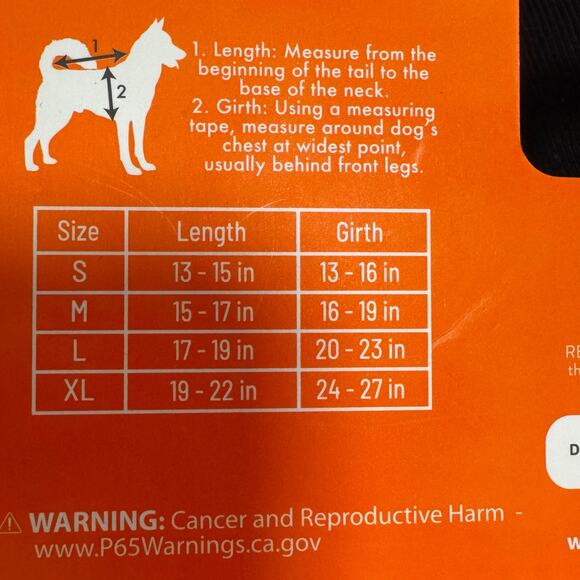 1
2
1. Length: Measure from the
beginning of the tail to the
base of the neck.
2. Girth: Using a measuring
tape, measure around dog's
chest at widest point,
usually behind front legs.
Size Length Girth
S 13 - 15 in 13 - 16 in
M 15 - 17 in 16 - 19 in
L 17 - 19 in 20 - 23 in
XL 19 - 22 in 24 - 27 in
WARNING: Cancer and Reproductive Harm -
www.P65Warnings.ca.gov